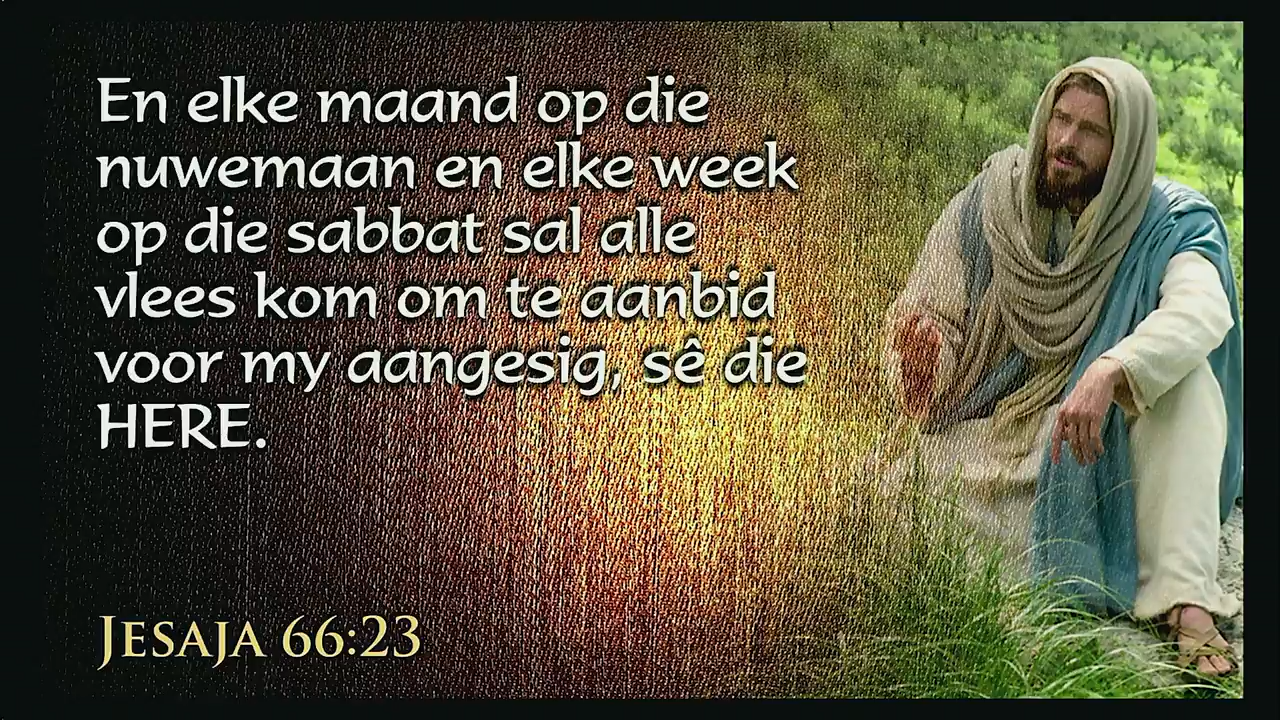 En elke maand op die
nuwemaan en elke week
op die sabbat sal alle
vlees kom om te aanbid
voor my aangesig, sê die
HERE.
JESAJA 66:23